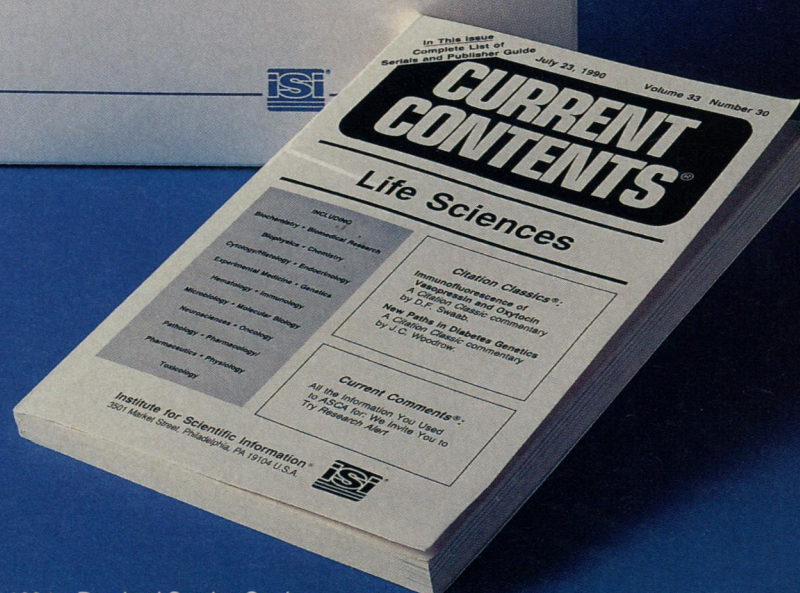 iSi®
In This Issue
Complete List of
Serials and Publisher Guide
July 23, 1990
Volume 33 Number 30
CURRENT
CONTENTS®
Life Sciences
INCLUDING
Biochemistry • Biomedical Research
Biophysics • Chemistry
Cytology/Histology • Endocrinology
Experimental Medicine • Genetics
Hematology • Immunology
Microbiology • Molecular Biology
Neurosciences • Oncology
Pathology • Pharmacology/
Pharmaceutics • Physiology
Toxicology
Citation Classics®:
Immunofluorescence of
Vasopressin and Oxytocin
A Citation Classic commentary
by D.F. Swaab.
New Paths in Diabetes Genetics
A Citation Classic commentary
by J.C. Woodrow.
Current Comments®:
All the Information You Used
to ASCA for: We Invite You to
Try Research Alert
Institute for Scientific Information®
3501 Market Street, Philadelphia, PA 19104 U.S.A.
iSi®